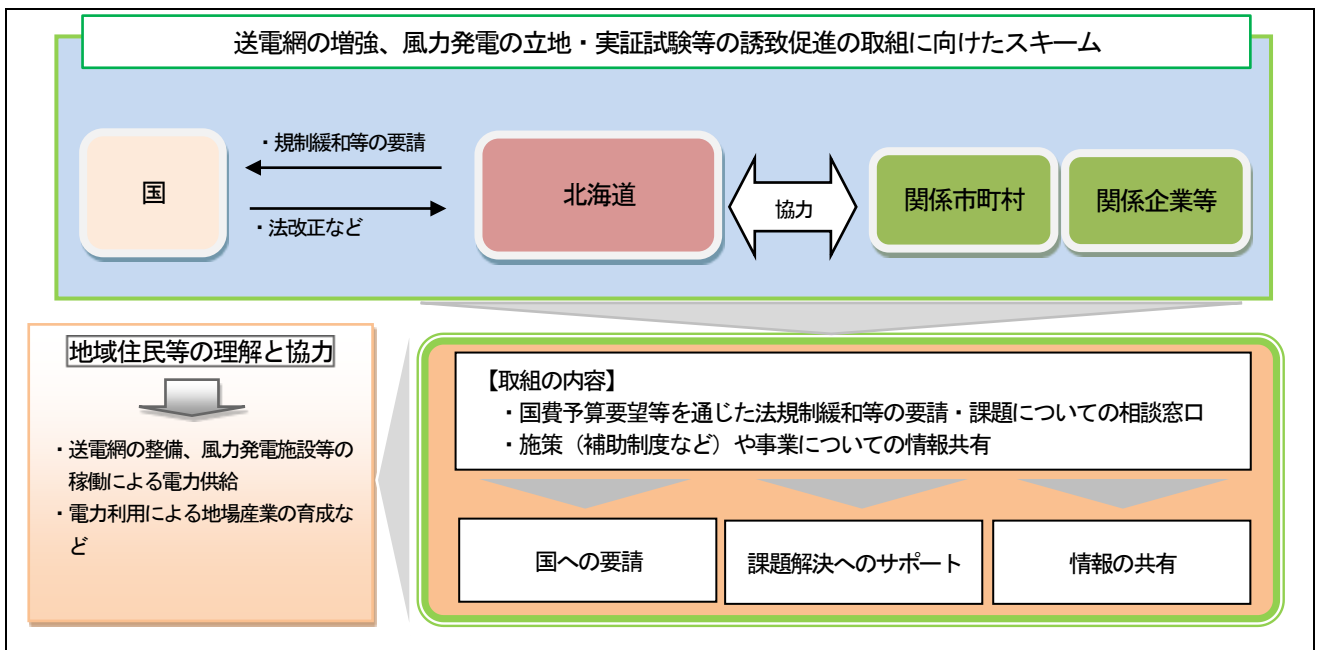 送電網の増強、風力発電の立地・実証試験等の誘致促進の取組に向けたスキーム
国
・規制緩和等の要請
・法改正など
北海道
協力
関係市町村
関係企業等
地域住民等の理解と協力
・送電網の整備、風力発電施設等の
稼働による電力供給
・電力利用による地場産業の育成な
ど
【取組の内容】
・国費予算要望等を通じた法規制緩和等の要請・課題についての相談窓口
・施策（補助制度など）や事業についての情報共有
国への要請
課題解決へのサポート
情報の共有